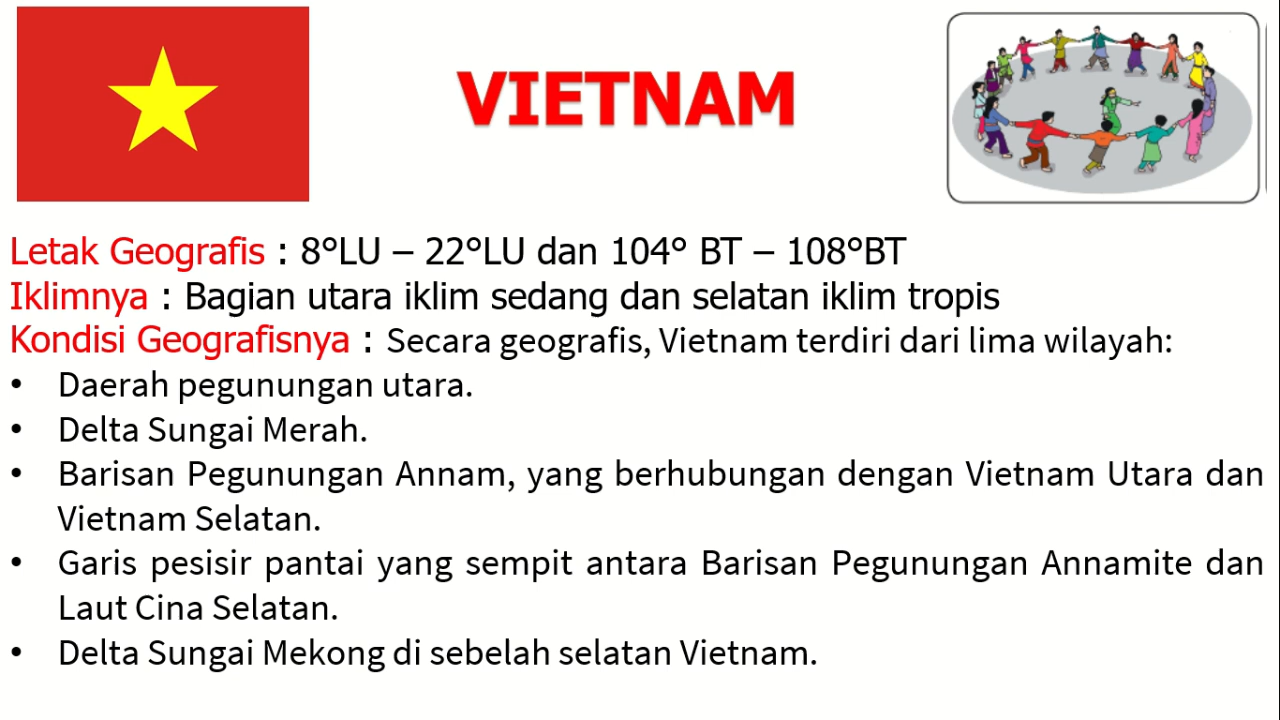 VIETNAM
Letak Geografis : 8°LU – 22°LU dan 104° BT – 108°BT
Iklimnya : Bagian utara iklim sedang dan selatan iklim tropis
Kondisi Geografisnya : Secara geografis, Vietnam terdiri dari lima wilayah:
• Daerah pegunungan utara.
• Delta Sungai Merah.
• Barisan Pegunungan Annam, yang berhubungan dengan Vietnam Utara dan
Vietnam Selatan.
• Garis pesisir pantai yang sempit antara Barisan Pegunungan Annamite dan
Laut Cina Selatan.
• Delta Sungai Mekong di sebelah selatan Vietnam.